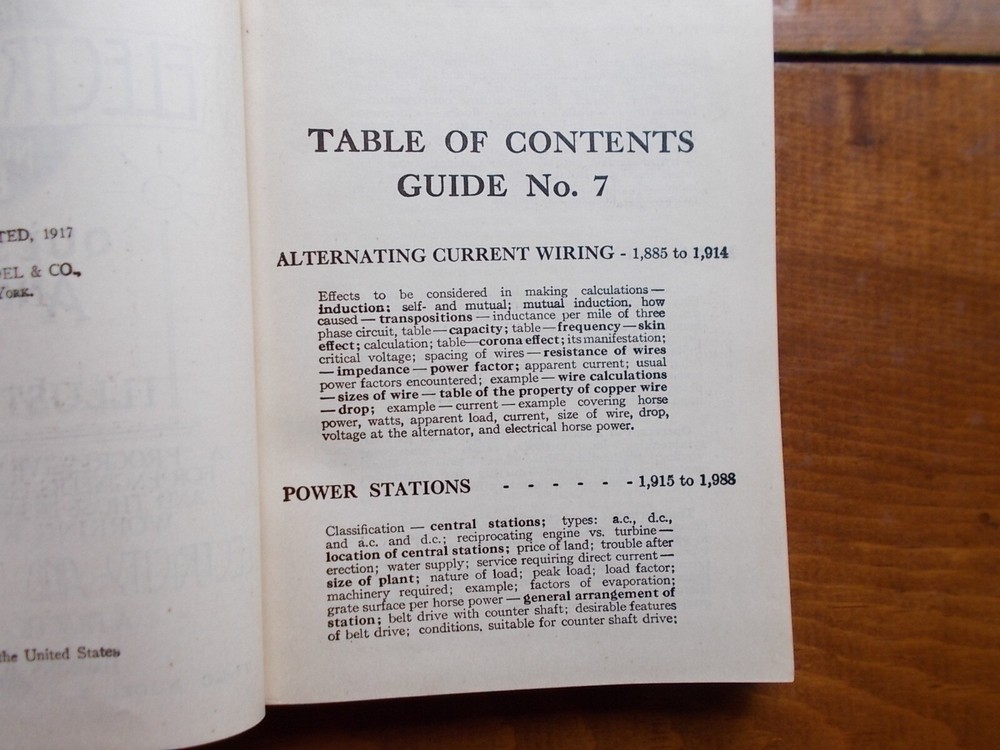 TED, 1917
EL & CO.,
YORK.
the United States
TABLE OF CONTENTS
GUIDE No. 7
ALTERNATING CURRENT WIRING - 1,885 to 1,914
Effects to be considered in making calculations—
induction; self- and mutual; mutual induction, how
caused — transpositions — inductance per mile of three
phase circuit, table — capacity; table — frequency — skin
effect; calculation; table—corona effect; its manifestation;
critical voltage; spacing of wires — resistance of wires
— impedance — power factor; apparent current; usual
power factors encountered; example — wire calculations
— sizes of wire — table of the property of copper wire
— drop; example — current — example covering horse
power, watts, apparent load, current, size of wire, drop,
voltage at the alternator, and electrical horse power.
POWER STATIONS - - - - - - 1,915 to 1,988
Classification — central stations; types: a.c., d.c.,
and a.c. and d.c.; reciprocating engine vs. turbine—
location of central stations; price of land; trouble after
erection; water supply; service requiring direct current —
size of plant; nature of load; peak load; load factor;
machinery required; example; factors of evaporation;
grate surface per horse power — general arrangement of
station; belt drive with counter shaft; desirable features
of belt drive; conditions, suitable for counter shaft drive;